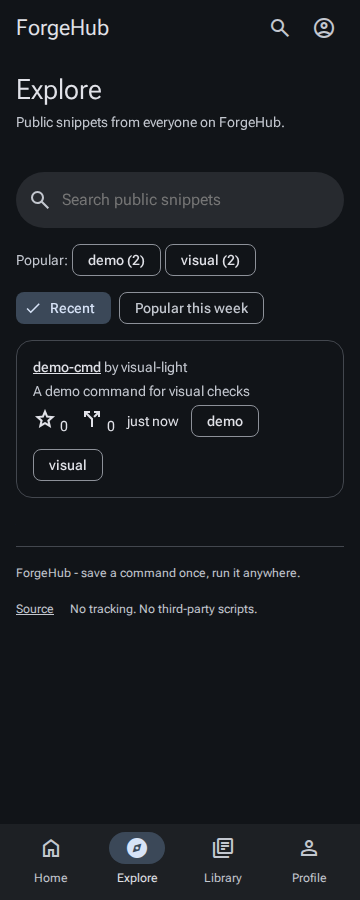 ForgeHub
Explore
Public snippets from everyone on ForgeHub.
Search public snippets
Popular: demo (2) visual (2)
Recent Popular this week
demo-cmd by visual-light
A demo command for visual checks
0 0 just now demo
visual
ForgeHub - save a command once, run it anywhere.
Source No tracking. No third-party scripts.
Home Explore Library Profile